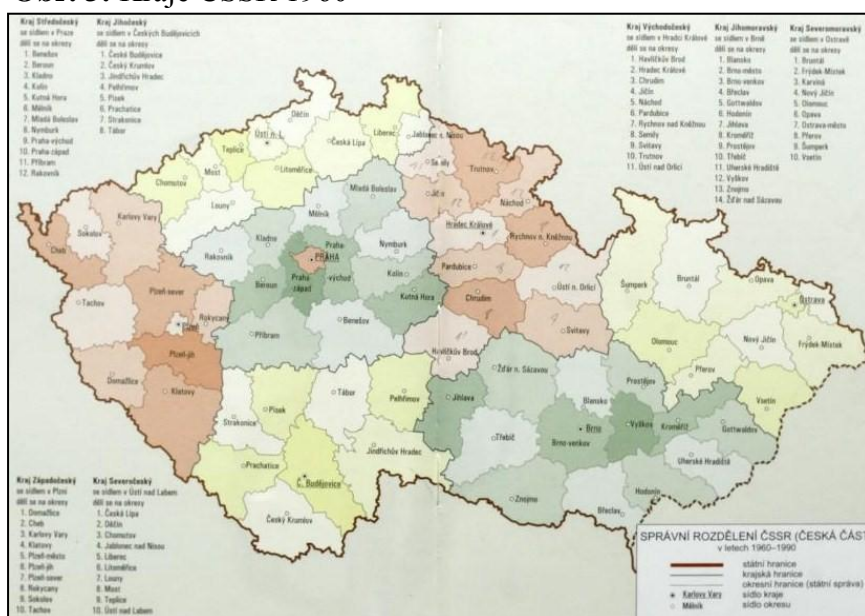 Kraj Středočeský
se sídlem v Praze
dělí se na okresy
1. Benešov
2. Beroun
3. Kladno
4. Kolín
5. Kutná Hora
6. Mělník
7. Mladá Boleslav
8. Nymburk
9. Praha-východ
10. Praha západ
11. Příbram
12. Rakovník
Kraj Jihočeský
se sídlem v Českých Budějovicích
dělí se na okresy
1. České Budějovice
2. Český Krumlov
3. Jindřichův Hradec
4. Pelhřimov
5. Písek
6. Prachatice
7. Strakonice
8. Tábor
Kraj Východočeský
se sídlem v Hradci Králové
dělí se na okresy
1. Havlíčkův Brod
2. Hradec Králové
3. Chrudim
4. Jičín
5. Náchod
6. Pardubice
7. Rychnov nad Kněžnou
8. Semily
9. Svitavy
10. Trutnov
11. Ústí nad Orlicí
Kraj Jihomoravský
se sídlem v Brně
dělí se na okresy
1. Blansko
2. Brno-město
3. Brno-venkov
4. Břeclav
5. Gottwaldov
6. Hodonín
7. Jihlava
8. Kroměříž
9. Prostějov
10. Třebíč
11. Uherské Hradiště
12. Vyškov
13. Znojmo
14. Žďár nad Sázavou
Kraj Severomoravský
se sídlem v Ostravě
dělí se na okresy
1. Bruntál
2. Frýdek-Místek
3. Karviná
4. Nový Jičín
5. Olomouc
6. Opava
7. Ostrava-město
8. Přerov
9. Šumperk
10. Vsetín
Děčín
Ústí n. L.
Teplice
Česká Lípa
Liberec
Jablonec n. Nisou
Most
Litoměřice
Chomutov
Louny
Trutnov
Jičín
Náchod
Mladá Boleslav
Mělník
Karlovy Vary
Sokolov
Cheb
Hradec Králové
Rychnov n. Kněžnou
Rakovník
Kladno
Praha-
východ
PRAHA
Praha
západ
Nymburk
Kolín
Pardubice
Beroun
Kutná Hora
Chrudim
Ústí n. Orlicí
Tachov
Plzeň-sever
Rokycany
Plzeň-jih
Příbram
Benešov
Svitavy
Havlíčkův Brod
Domažlice
Klatovy
Šumperk
Bruntál
Opava
Ostrava
Olomouc
Nový Jičín
Frýdek-Místek
Přerov
Vsetín
Strakonice
Písek
Tábor
Pelhřimov
Jihlava
Žďár n. Sázavou
Prostějov
Blansko
Jindřichův Hradec
Prachatice
Č. Budějovice
Český Krumlov
Třebíč
Brno
Brno-venkov
Vyškov
Kroměříž
Gottwaldov
Uherské Hradiště
Hodonín
Znojmo
Břeclav
Kraj Západočeský
se sídlem v Plzni
dělí se na okresy
1. Domažlice
2. Cheb
3. Karlovy Vary
4. Klatovy
5. Plzeň-město
6. Plzeň-jih
7. Plzeň-sever
8. Rokycany
9. Sokolov
10. Tachov
Kraj Severočeský
se sídlem v Ústí nad Labem
dělí se na okresy
1. Česká Lípa
2. Děčín
3. Chomutov
4. Jablonec nad Nisou
5. Liberec
6. Litoměřice
7. Louny
8. Most
9. Teplice
10. Ústí nad Labem
SPRÁVNÍ ROZDĚLENÍ ČSSR (ČESKÁ ČÁST
v letech 1960–1990
státní hranice
krajská hranice
okresní hranice (státní správa)
Karlovy Vary sídlo kraje
Mělník sídlo okresu